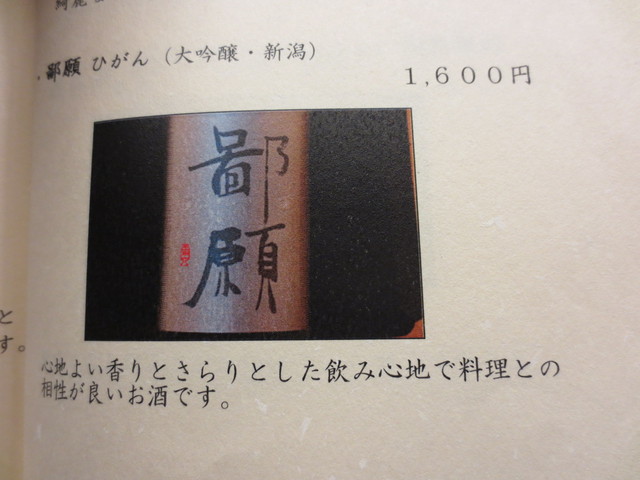 鄙願 ひがん（大吟醸・新潟）
1,600円
鄙
願
心地よい香りとさらりとした飲み心地で料理との
相性が良いお酒です。
と
す。